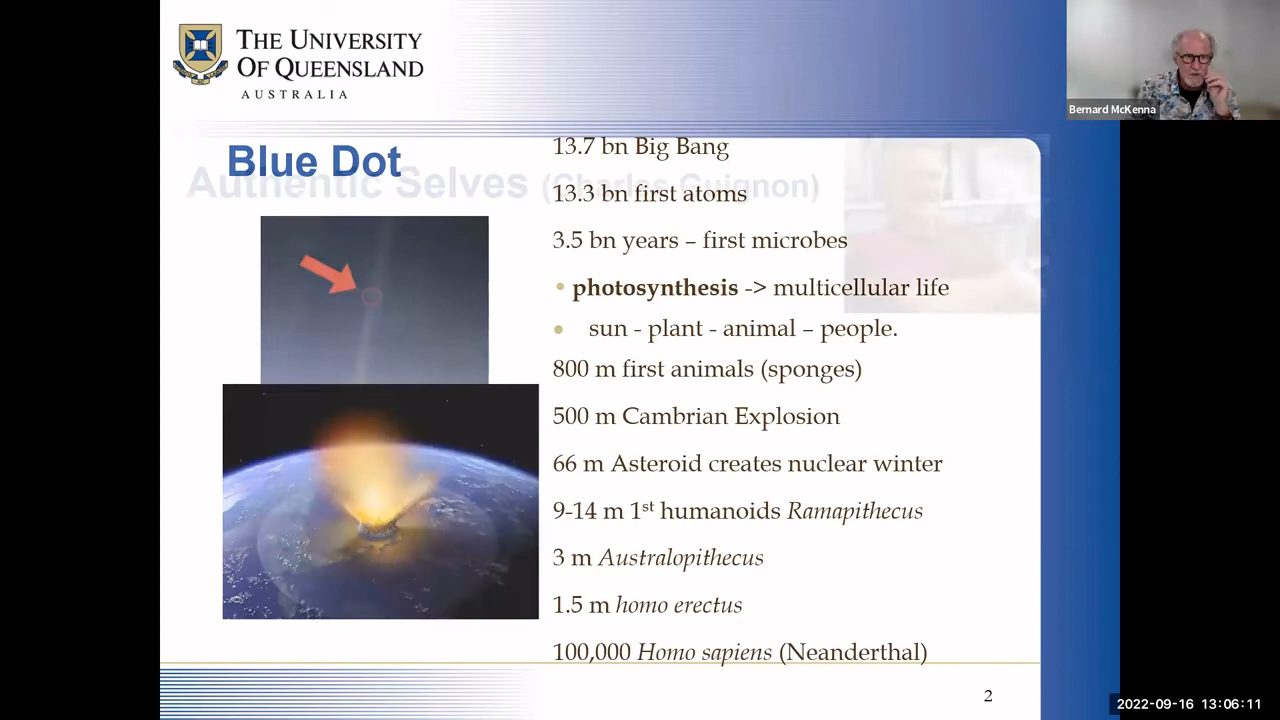 THE UNIVERSITY
OF QUEENSLAND
AUSTRALIA
Bernard McKenna
Blue Dot
Authentic Selves (Charles Guignon)
13.7 bn Big Bang
13.3 bn first atoms
3.5 bn years – first microbes
• photosynthesis -> multicellular life
• sun - plant - animal – people.
800 m first animals (sponges)
500 m Cambrian Explosion
66 m Asteroid creates nuclear winter
9-14 m 1st humanoids Ramapithecus
3 m Australopithecus
1.5 m homo erectus
100,000 Homo sapiens (Neanderthal)
2
2022-09-16 13:06:11